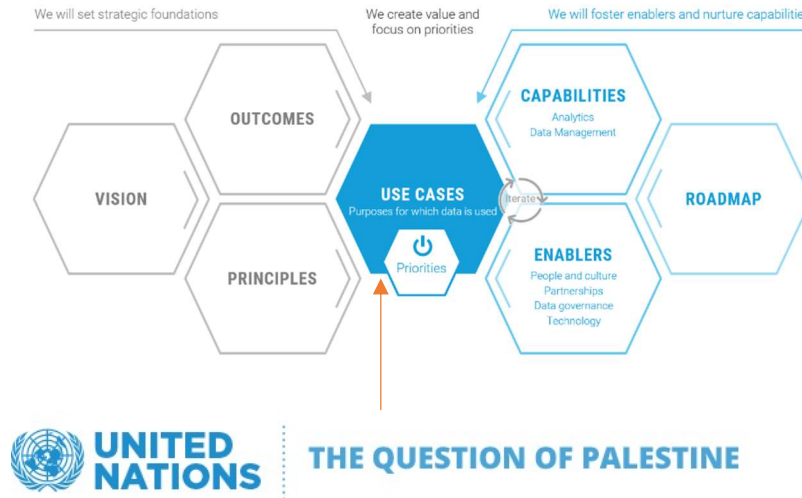 We will set strategic foundations
We create value and
focus on priorities
We will foster enablers and nurture capabilitie
OUTCOMES
CAPABILITIES
Analytics
Data Management
VISION
USE CASES
Purposes for which data is used
Iterate
ROADMAP
Priorities
PRINCIPLES
ENABLERS
People and culture
Partnerships
Data governance
Technology
UNITED
NATIONS
THE QUESTION OF PALESTINE